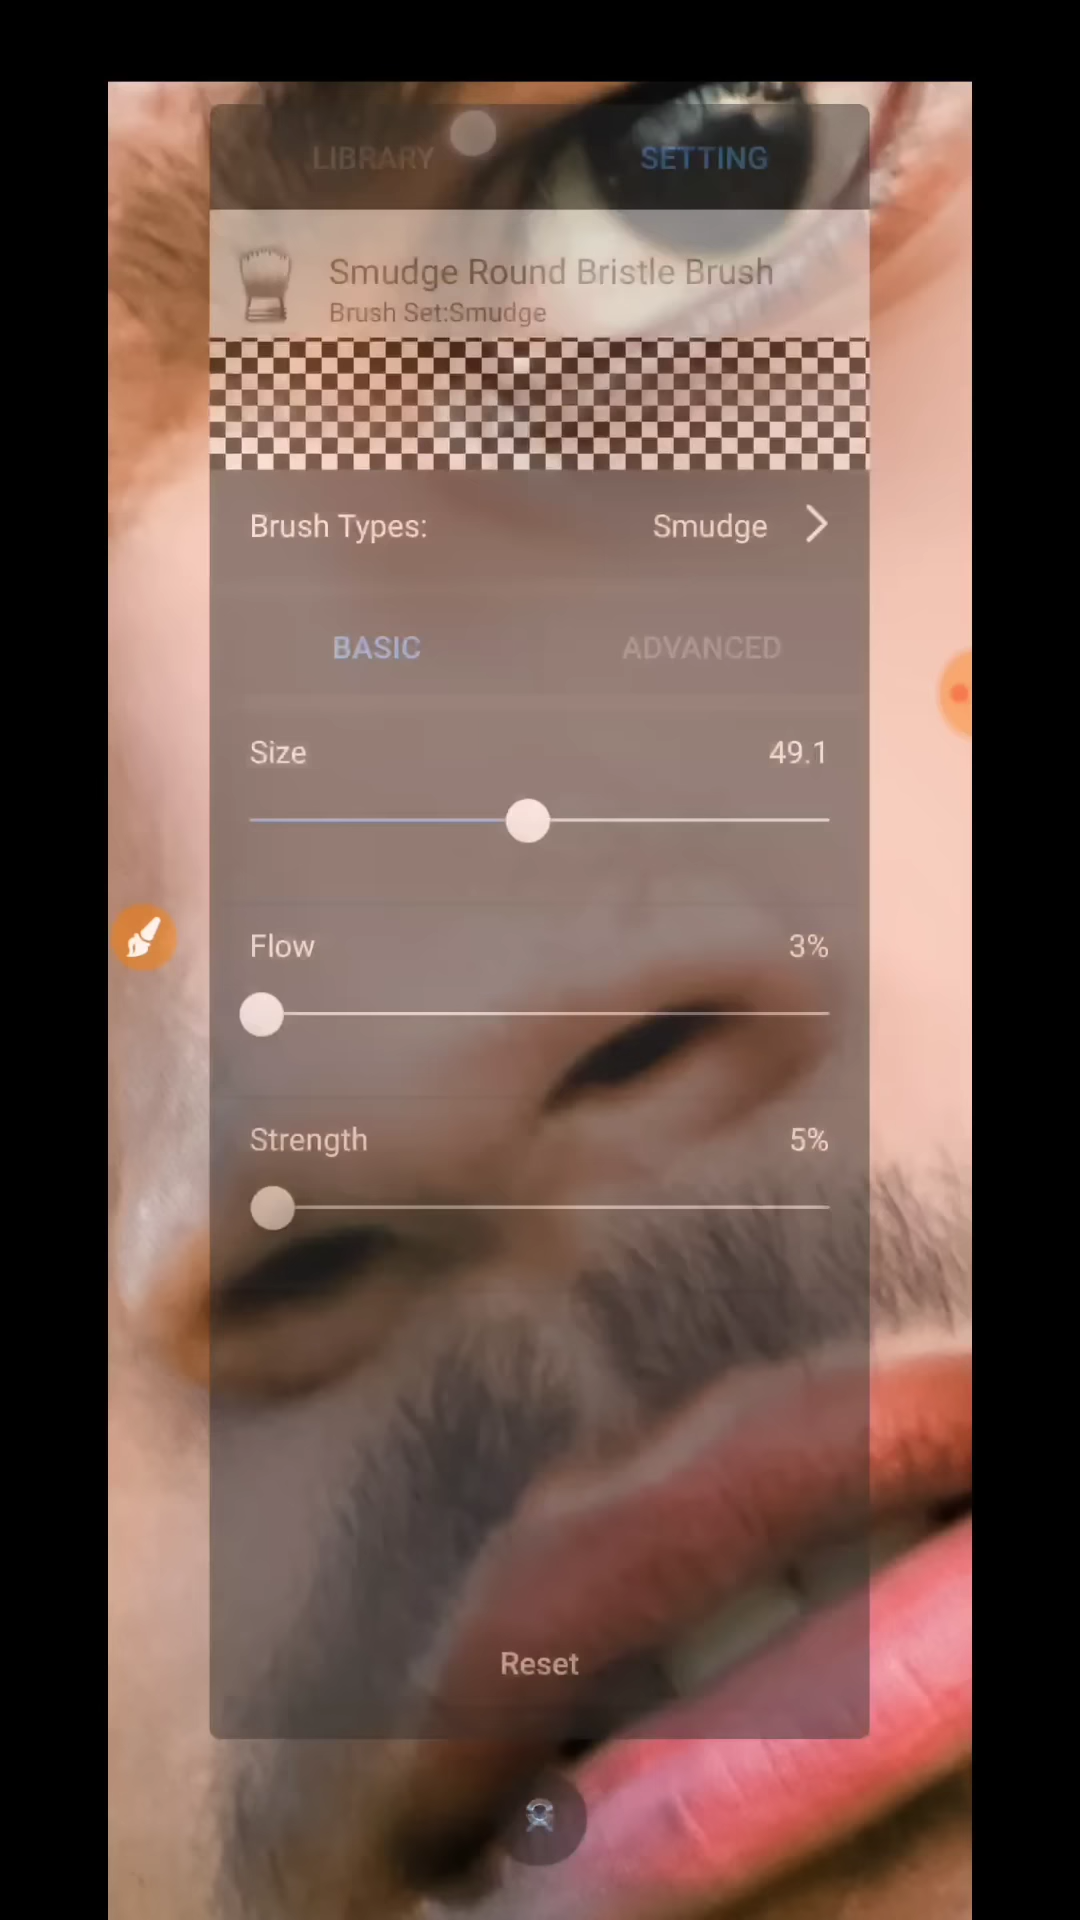 LIBRARY SETTING
Smudge Round Bristle Brush
Brush Set:Smudge
Brush Types: Smudge
BASIC ADVANCED
Size 49.1
Flow 3%
Strength 5%
Reset